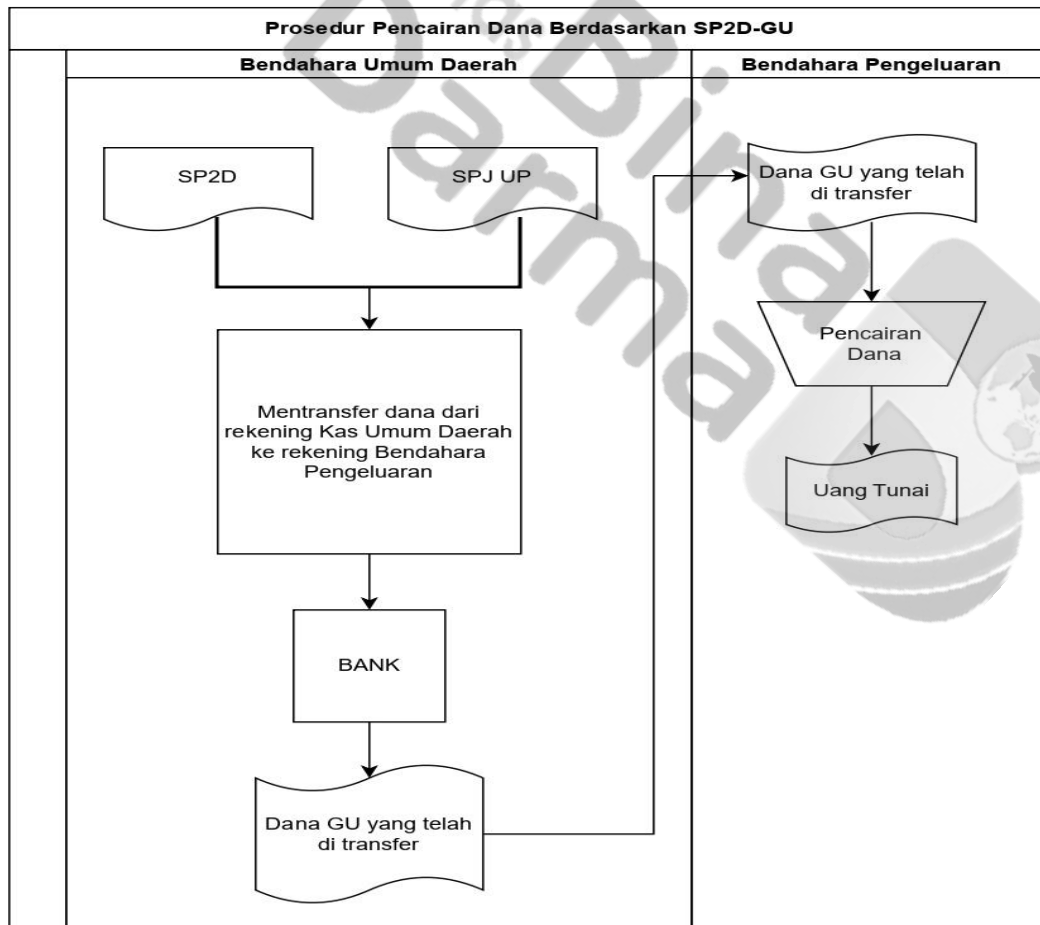 Prosedur Pencairan Dana Berdasarkan SP2D-GU
Bendahara Umum Daerah
Bendahara Pengeluaran
SP2D
SPJ UP
Mentransfer dana dari
rekening Kas Umum Daerah
ke rekening Bendahara
Pengeluaran
BANK
Dana GU yang telah
di transfer
Dana GU yang telah
di transfer
Pencairan
Dana
Uang Tunai
Bina
Darma